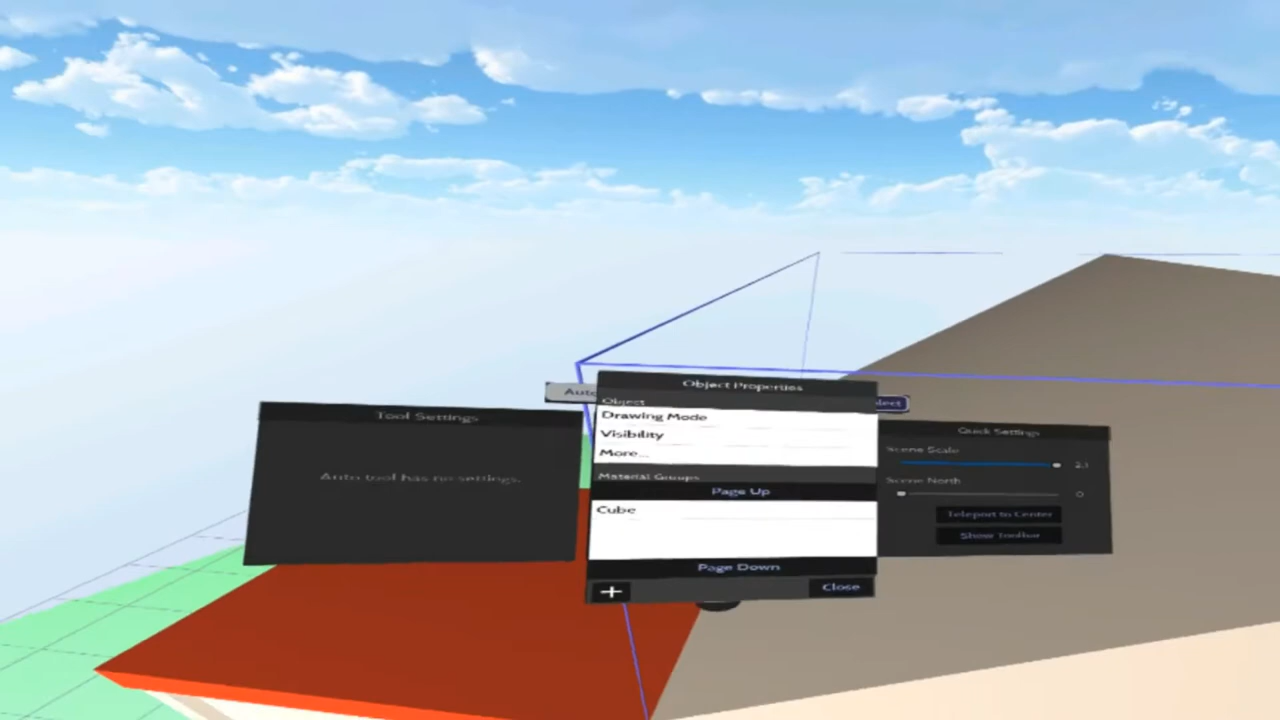 Object Properties
Auto
Object
Drawing Mode
Visibility
More...
Material Groups
Page Up
Cube
Page Down
Close
Tool Settings
Auto tool has no settings.
Quick Settings
Scene Scale
Scene North
0
Teleport to Center
Show Toolbar